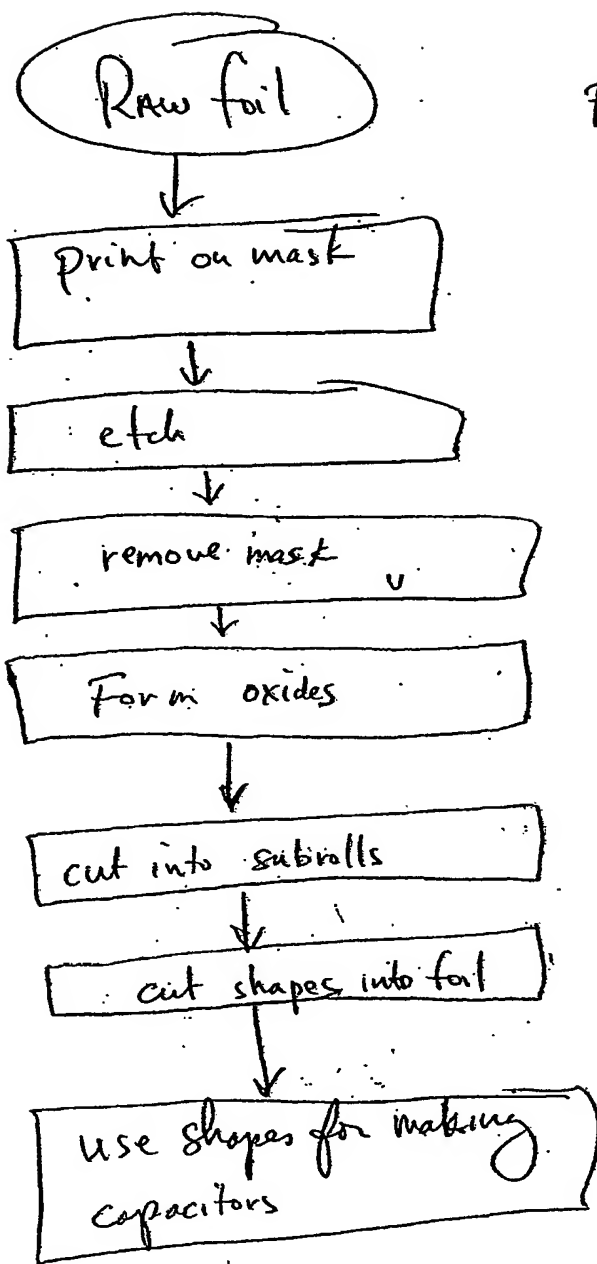 Raw foil
print on mask
etch
remove mask
Form oxides
cut into subrolls
cut shapes into foil
use shapes for making
capacitors